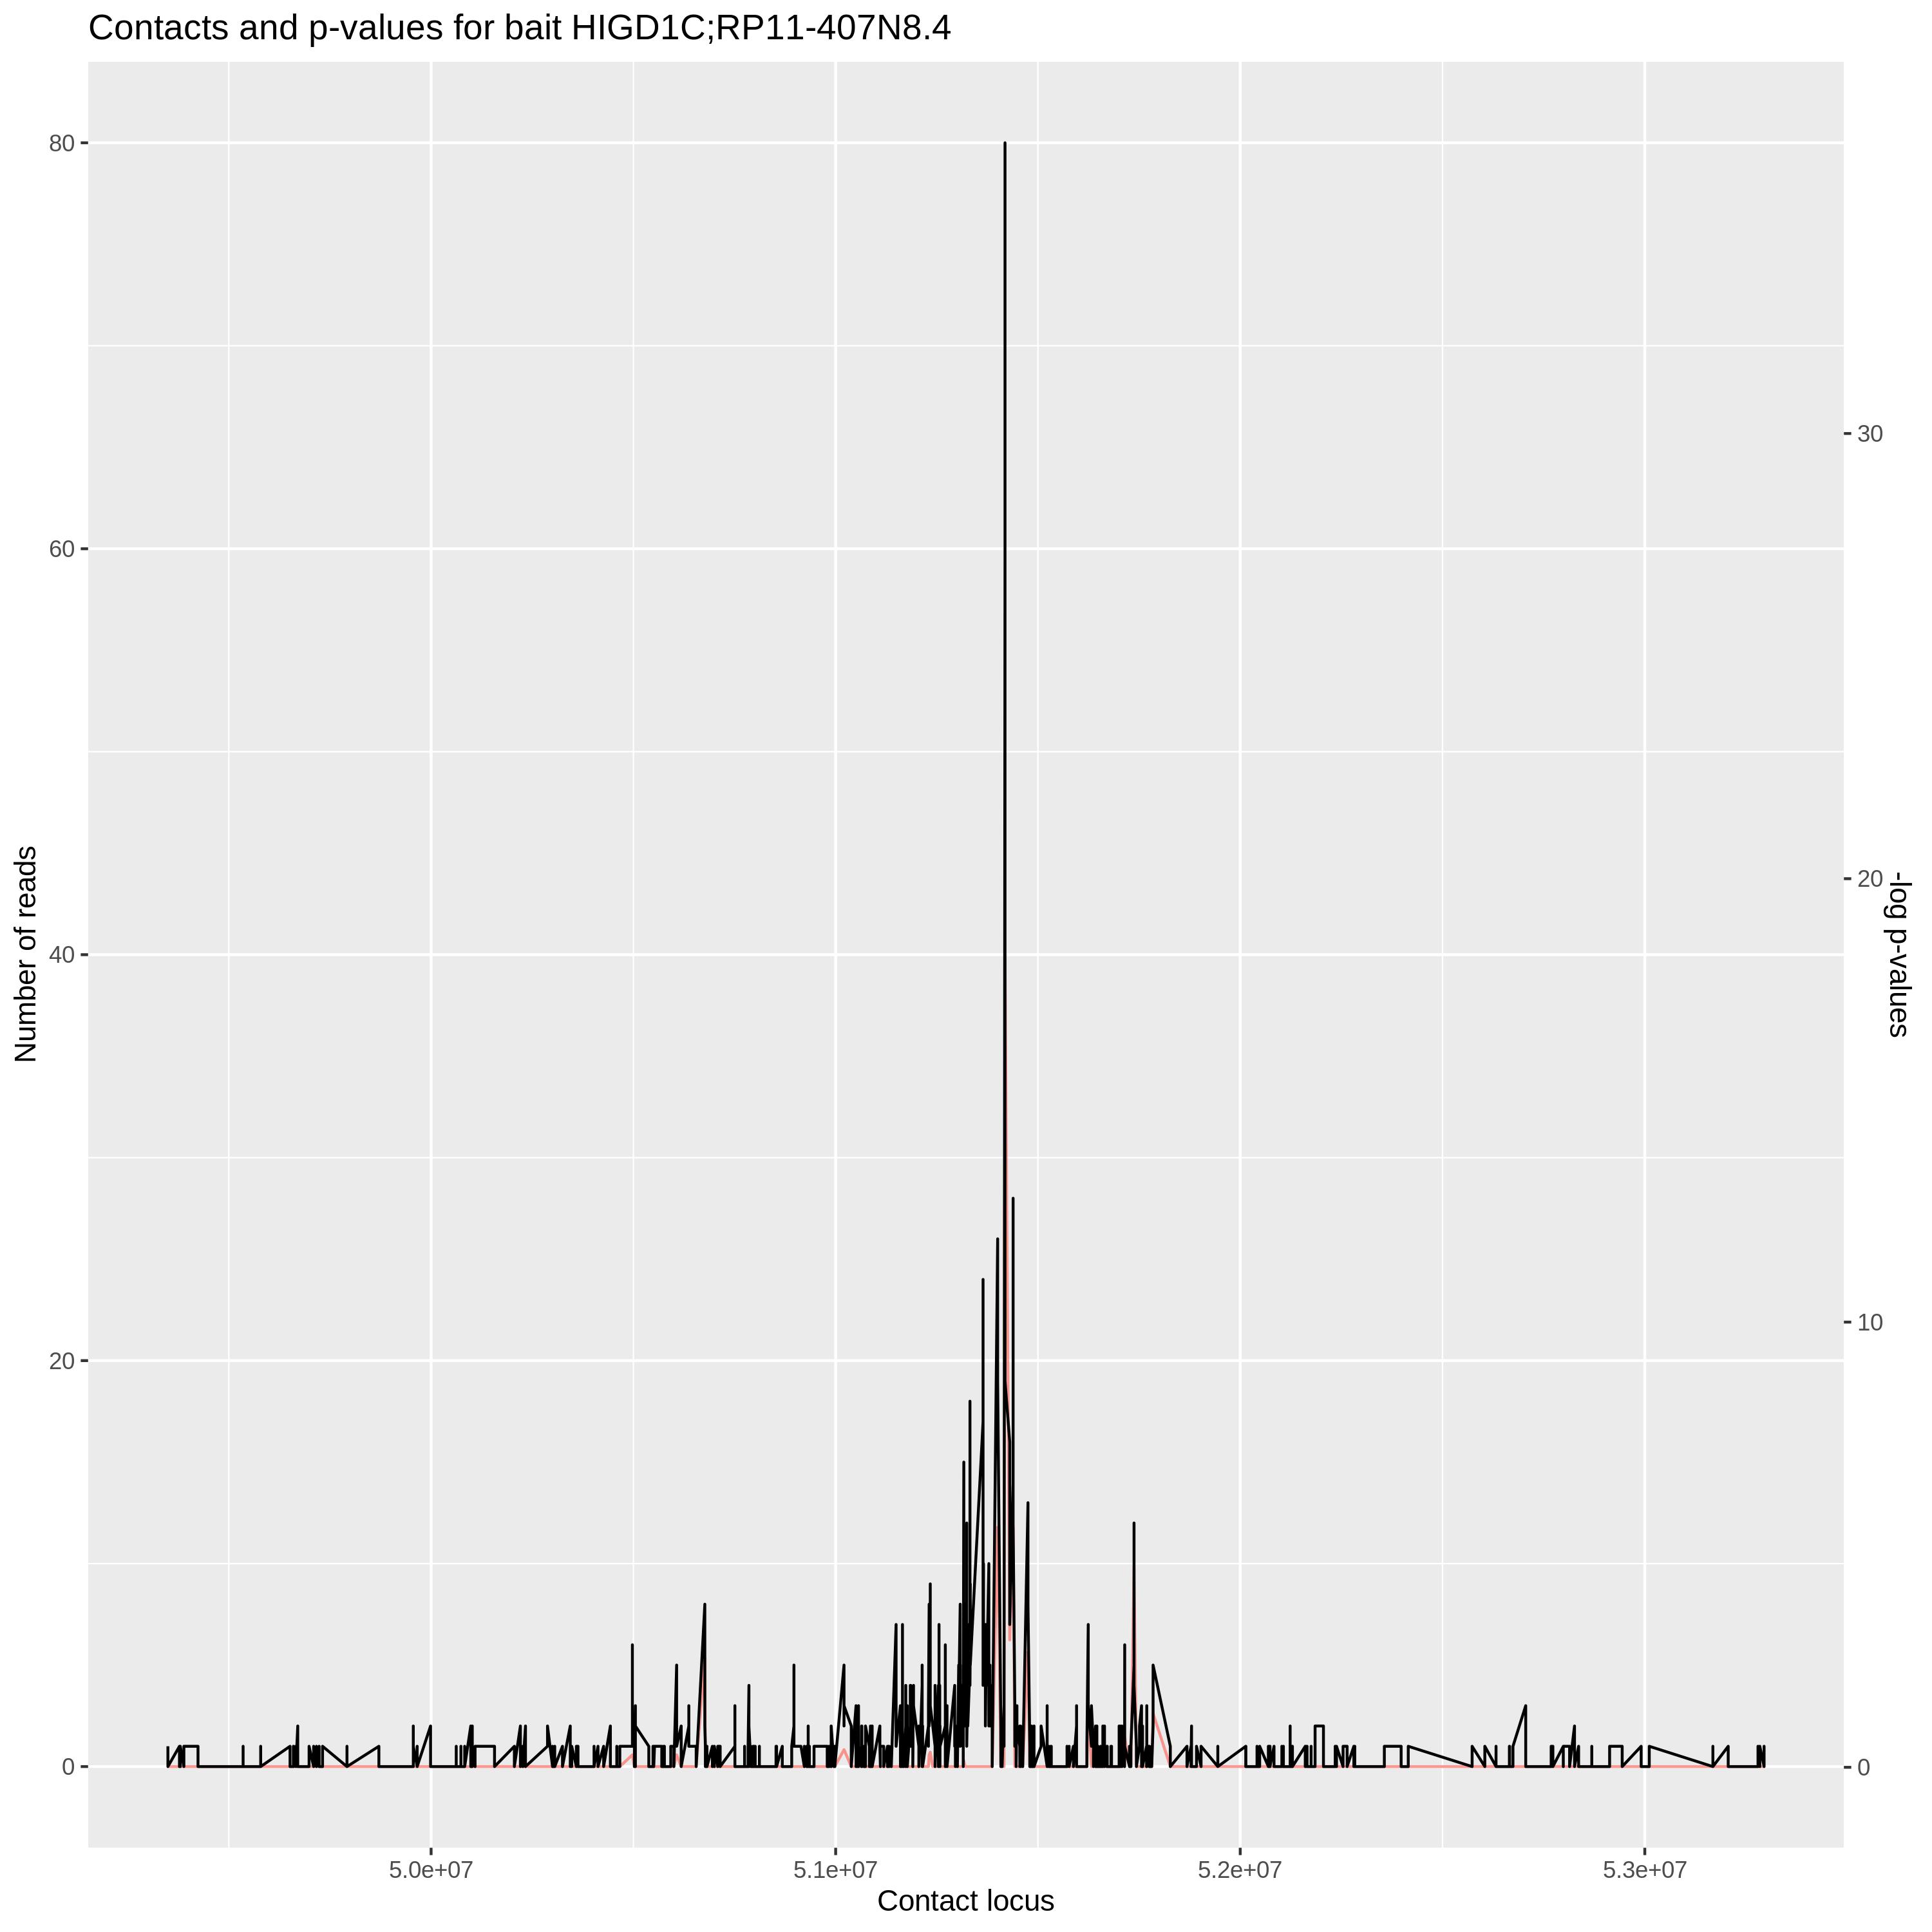 Contacts and p-values for bait HIGD1C;RP11-407N8.4
80
60
40
20
0
Number of reads
30
20
10
0
-log p-values
5.0e+07
5.1e+07
5.2e+07
5.3e+07
Contact locus